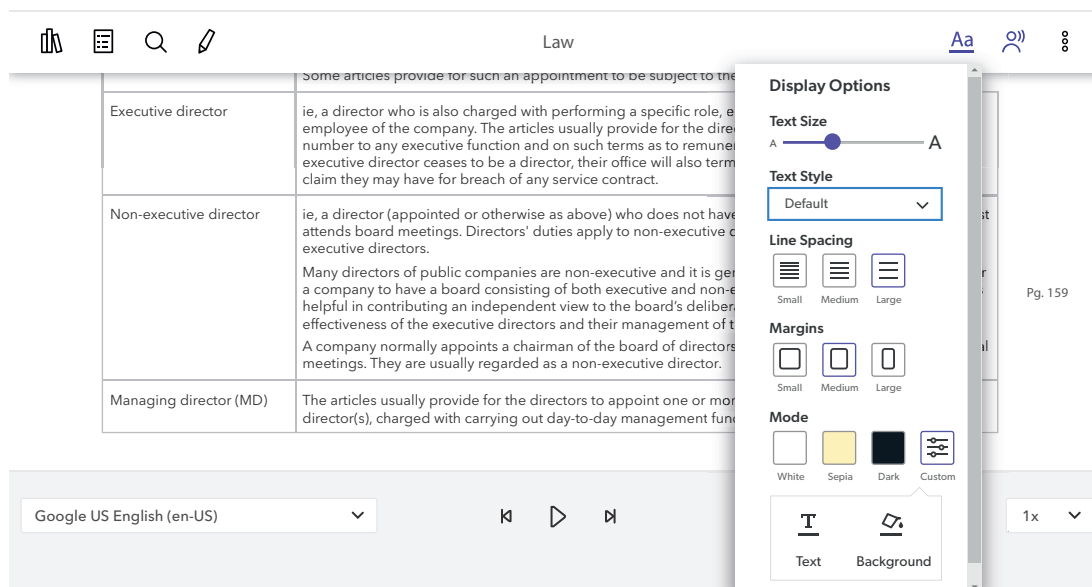 Law
Aa
Some articles provide for such an appointment to be subject to the
Executive director
ie, a director who is also charged with performing a specific role, e
employee of the company. The articles usually provide for the dire
number to any executive function and on such terms as to remune
executive director ceases to be a director, their office will also term
claim they may have for breach of any service contract.
Non-executive director
ie, a director (appointed or otherwise as above) who does not have
st
attends board meetings. Directors' duties apply to non-executive
executive directors.
Many directors of public companies are non-executive and it is ge
a company to have a board consisting of both executive and non-e
helpful in contributing an independent view to the board's delibe
effectiveness of the executive directors and their management of t
A company normally appoints a chairman of the board of directors
al
meetings. They are usually regarded as a non-executive director.
Managing director (MD)
The articles usually provide for the directors to appoint one or mor
director(s), charged with carrying out day-to-day management fun
Pg. 159
Display Options
Text Size
A A
Text Style
Default
Line Spacing
Small Medium Large
Margins
Small Medium Large
Mode
White Sepia Dark Custom
T
Text Background
Google US English (en-US)
1x